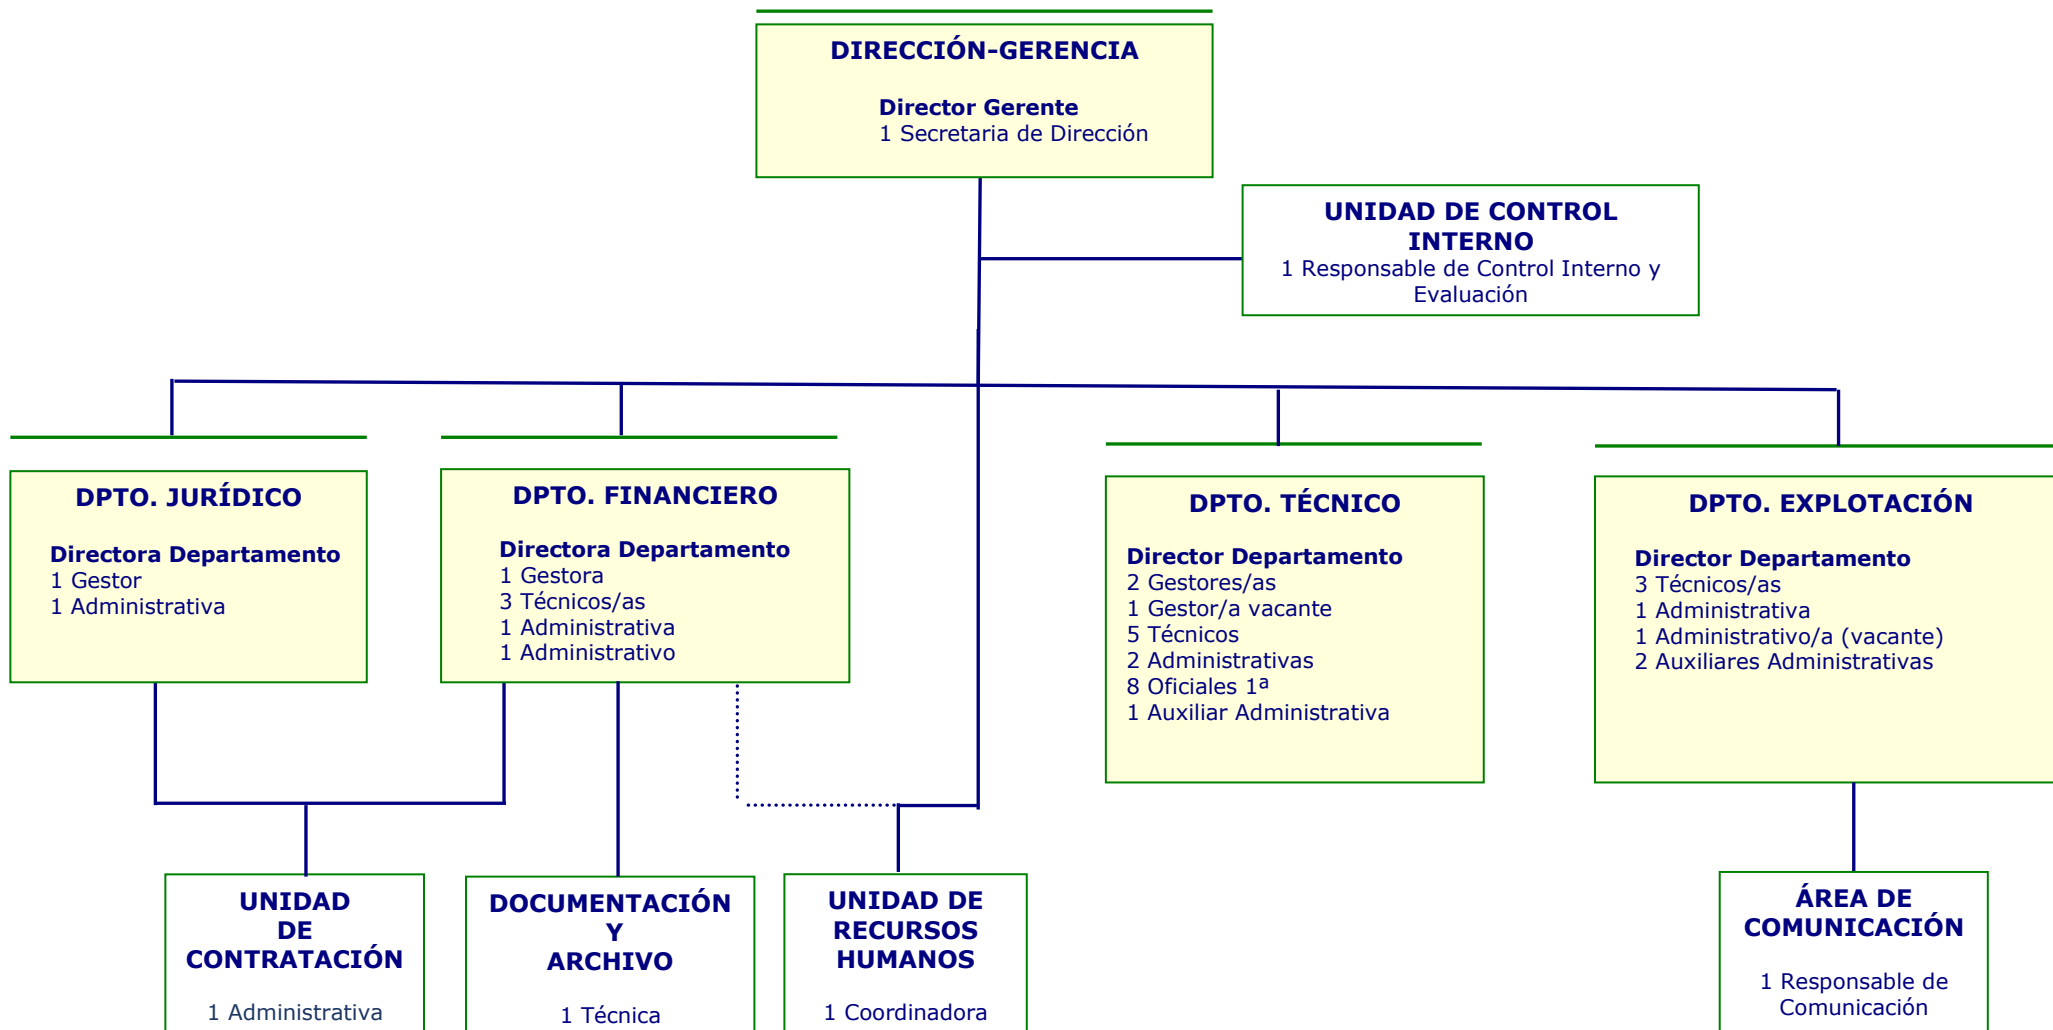 DIRECCIÓN-GERENCIA
Director Gerente
1 Secretaria de Dirección
UNIDAD DE CONTROL
INTERNO
1 Responsable de Control Interno y
Evaluación
DPTO. JURÍDICO
Directora Departamento
1 Gestor
1 Administrativa
DPTO. FINANCIERO
Directora Departamento
1 Gestora
3 Técnicos/as
1 Administrativa
1 Administrativo
DPTO. TÉCNICO
Director Departamento
2 Gestores/as
1 Gestor/a vacante
5 Técnicos
2 Administrativas
8 Oficiales 1ª
1 Auxiliar Administrativa
DPTO. EXPLOTACIÓN
Director Departamento
3 Técnicos/as
1 Administrativa
1 Administrativo/a (vacante)
2 Auxiliares Administrativas
UNIDAD
DE
CONTRATACIÓN
1 Administrativa
DOCUMENTACIÓN
Y
ARCHIVO
1 Técnica
UNIDAD DE
RECURSOS
HUMANOS
1 Coordinadora
ÁREA DE
COMUNICACIÓN
1 Responsable de
Comunicación